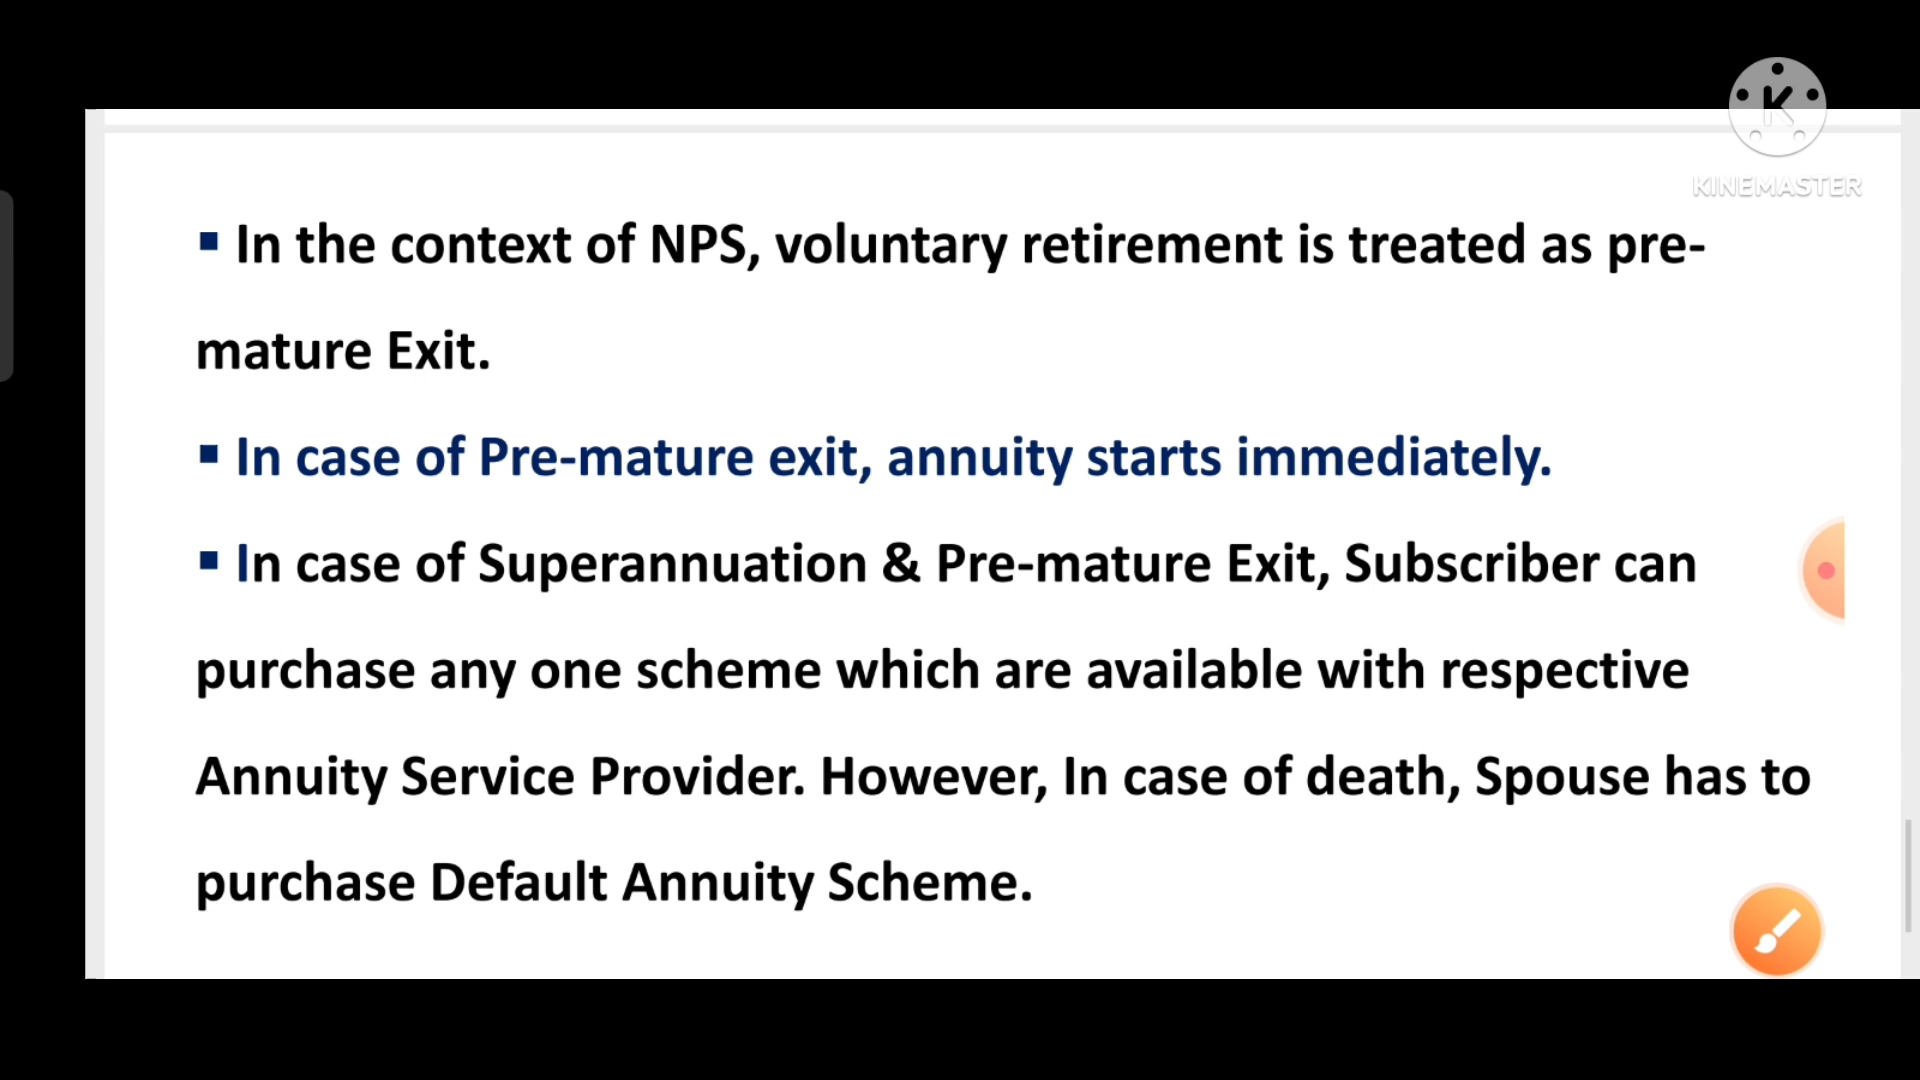 K
KINEMASTER
▪ In the context of NPS, voluntary retirement is treated as pre-
mature Exit.
▪ In case of Pre-mature exit, annuity starts immediately.
▪ In case of Superannuation & Pre-mature Exit, Subscriber can
purchase any one scheme which are available with respective
Annuity Service Provider. However, In case of death, Spouse has to
purchase Default Annuity Scheme.